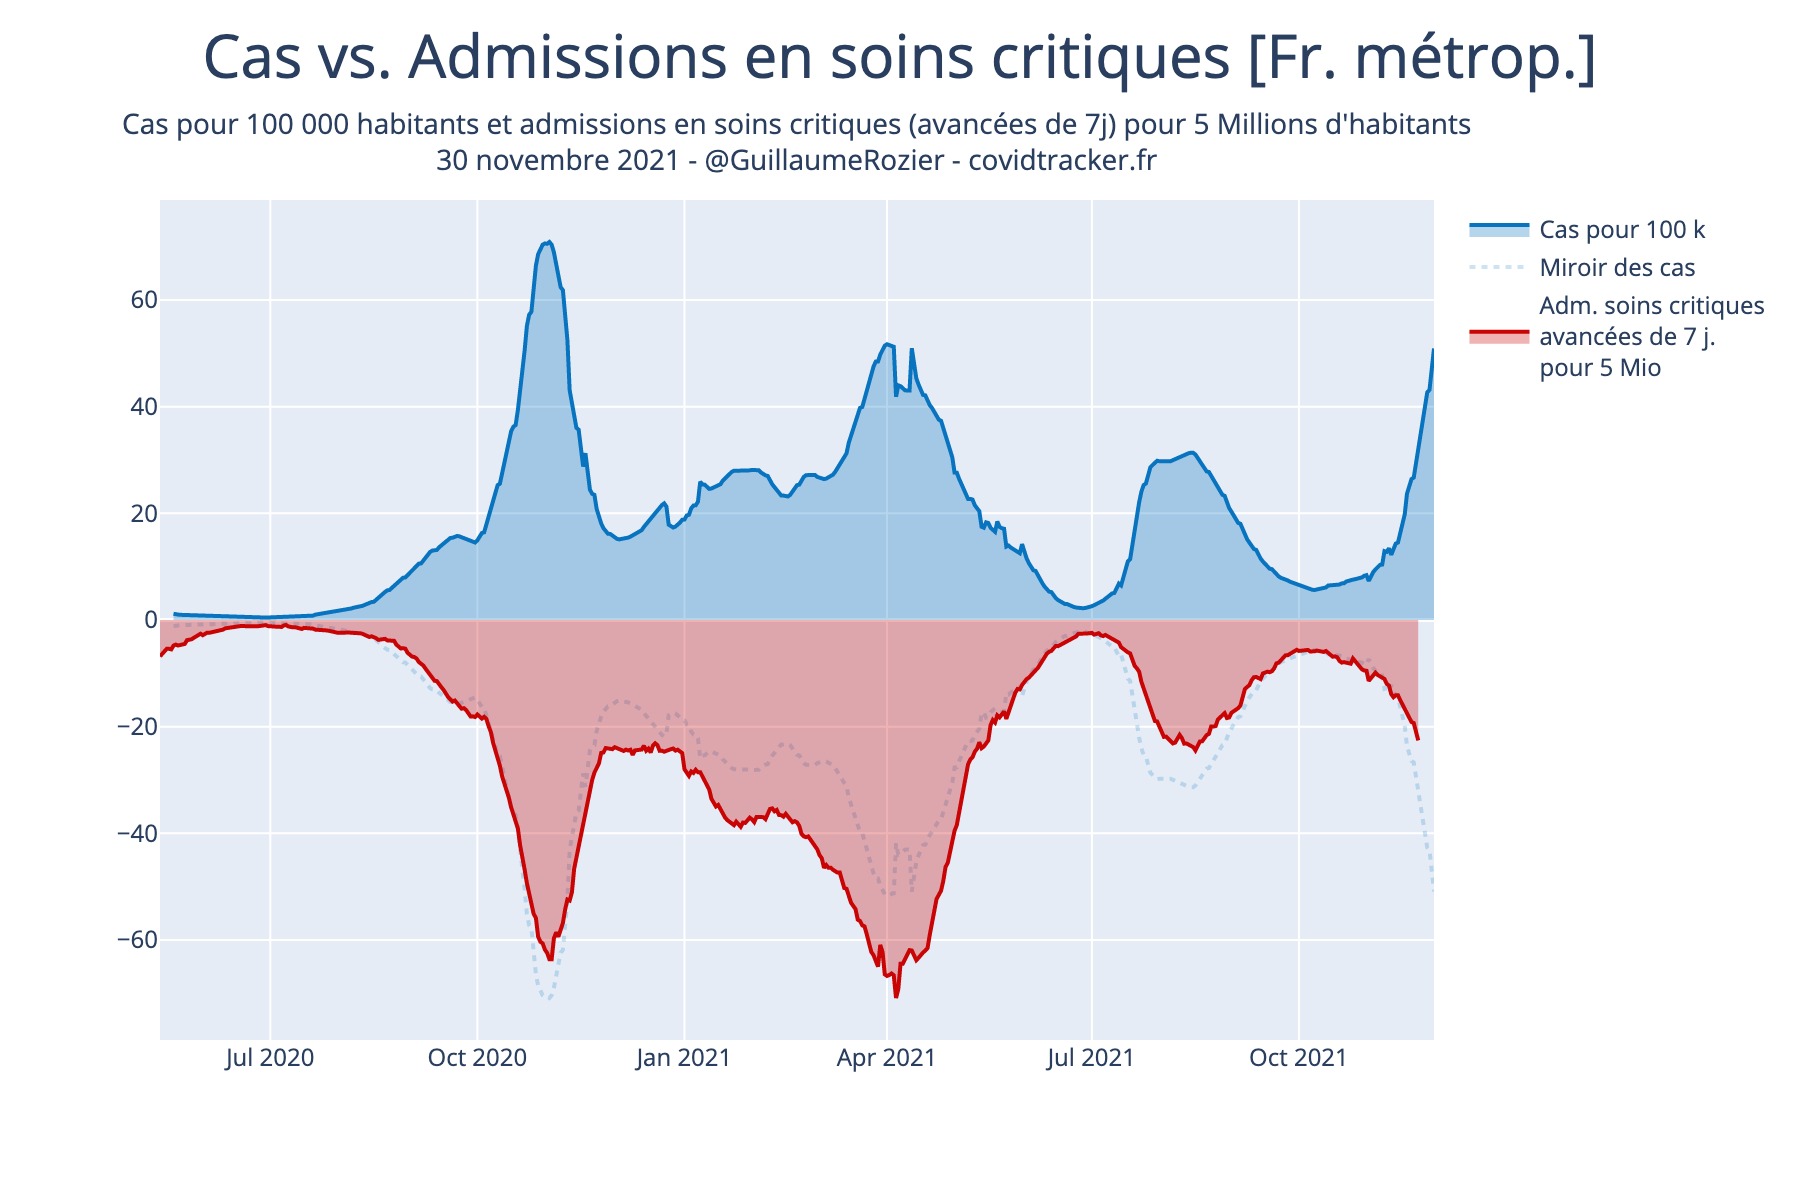 Cas vs. Admissions en soins critiques [Fr. métrop.]
Cas pour 100 000 habitants et admissions en soins critiques (avancées de 7j) pour 5 Millions d'habitants
30 novembre 2021 - @GuillaumeRozier - covidtracker.fr
Cas pour 100 k
Miroir des cas
Adm. soins critiques
avancées de 7 j.
pour 5 Mio
60
40
20
0
−20
−40
−60
Jul 2020
Oct 2020
Jan 2021
Apr 2021
Jul 2021
Oct 2021